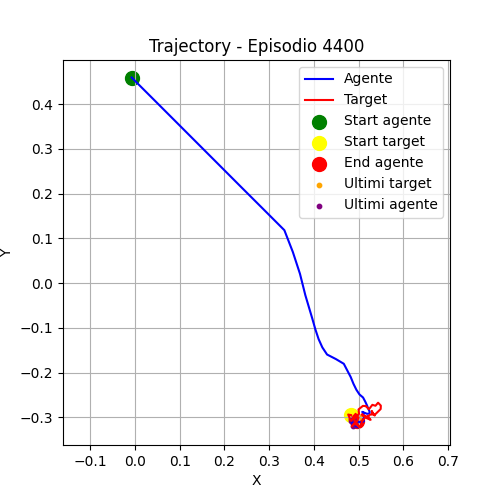 Trajectory - Episodio 4400
Agente
Target
Start agente
Start target
End agente
Ultimi target
Ultimi agente
Y
0.4
0.3
0.2
0.1
0.0
−0.1
−0.2
−0.3
−0.1 0.0 0.1 0.2 0.3 0.4 0.5 0.6 0.7
X